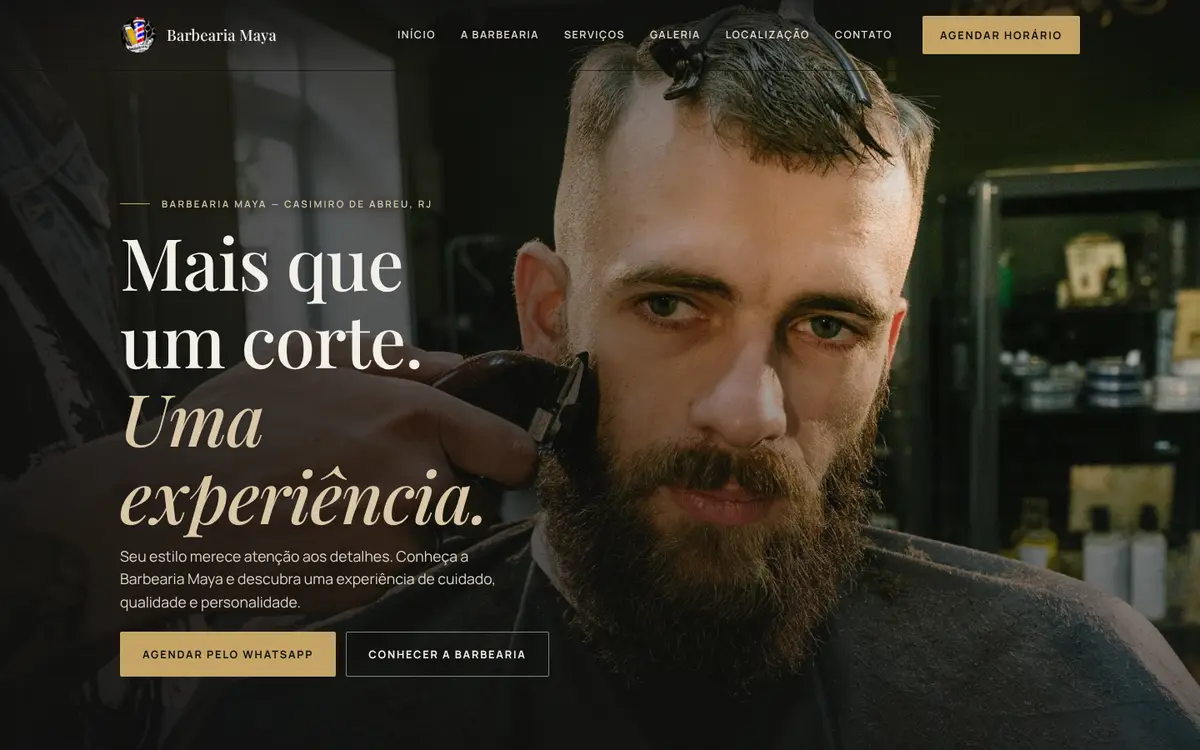 Barbearia Maya
INÍCIO
A BARBEARIA
SERVIÇOS
GALERIA
LOCALIZAÇÃO
CONTATO
AGENDAR HORÁRIO
BARBEARIA MAYA — CASIMIRO DE ABREU, RJ
Mais que
um corte.
Uma
experiência.
Seu estilo merece atenção aos detalhes. Conheça a
Barbearia Maya e descubra uma experiência de cuidado,
qualidade e personalidade.
AGENDAR PELO WHATSAPP
CONHECER A BARBEARIA